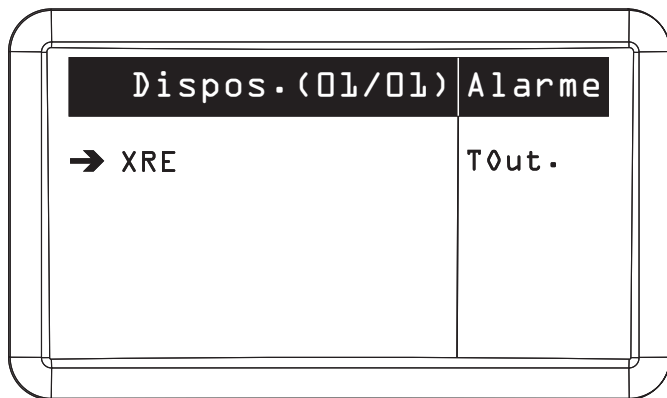 Dispos.(01/01) Alarme
➔ XRE TOut.